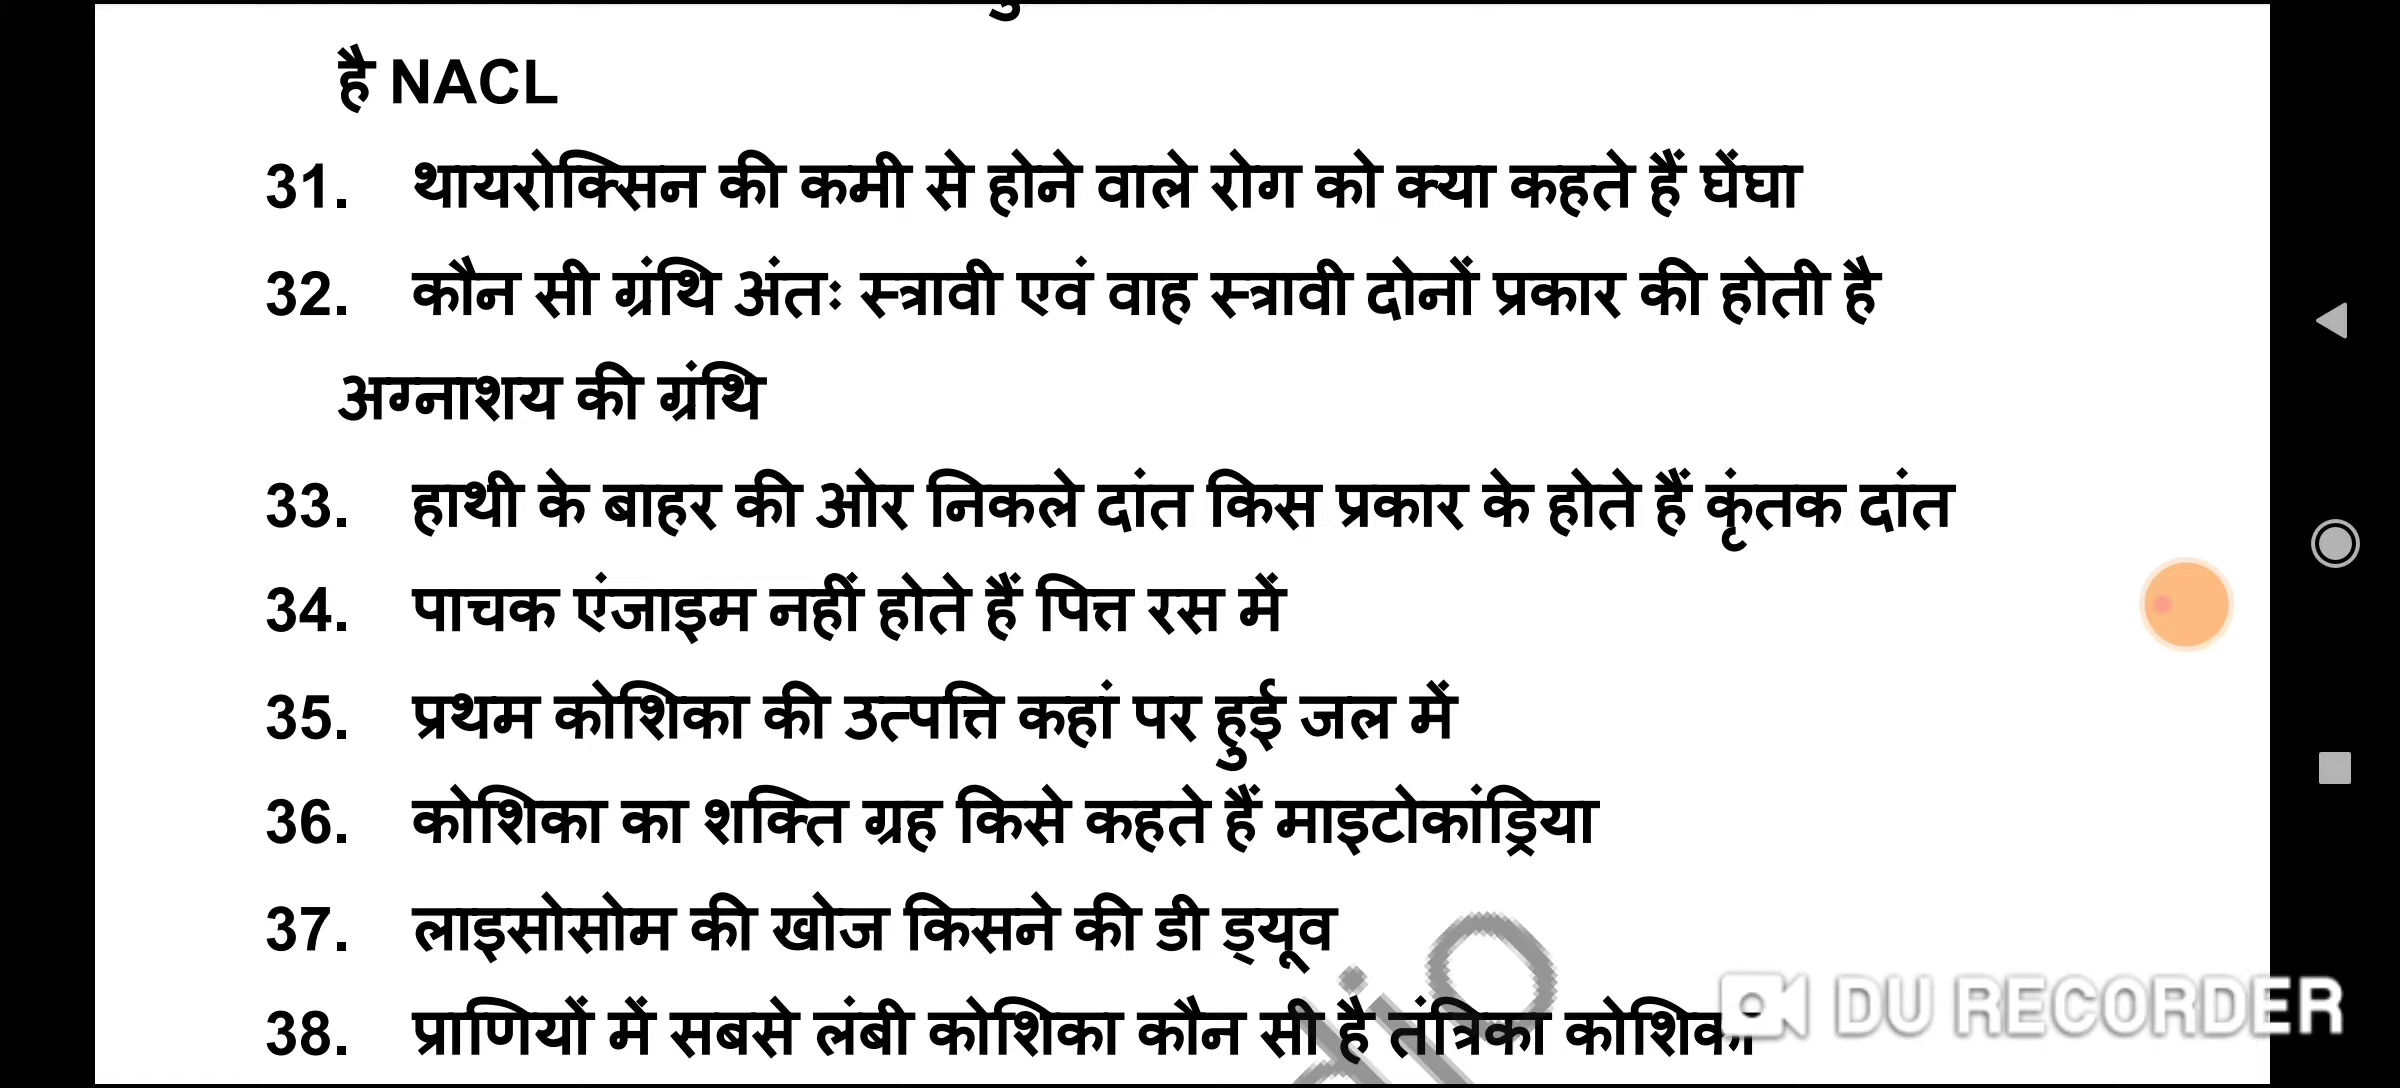 है NACL
31. थायरोक्सिन की कमी से होने वाले रोग को क्या कहते हैं घेंघा
32. कौन सी ग्रंथि अंतः स्त्रावी एवं वाह स्त्रावी दोनों प्रकार की होती है
अग्नाशय की ग्रंथि
33. हाथी के बाहर की ओर निकले दांत किस प्रकार के होते हैं कृंतक दांत
34. पाचक एंजाइम नहीं होते हैं पित्त रस में
35. प्रथम कोशिका की उत्पत्ति कहां पर हुई जल में
36. कोशिका का शक्ति ग्रह किसे कहते हैं माइटोकांड्रिया
37. लाइसोसोम की खोज किसने की डी ड्यूव
38. प्राणियों में सबसे लंबी कोशिका कौन सी है तंत्रिका कोशिका
DU RECORDER